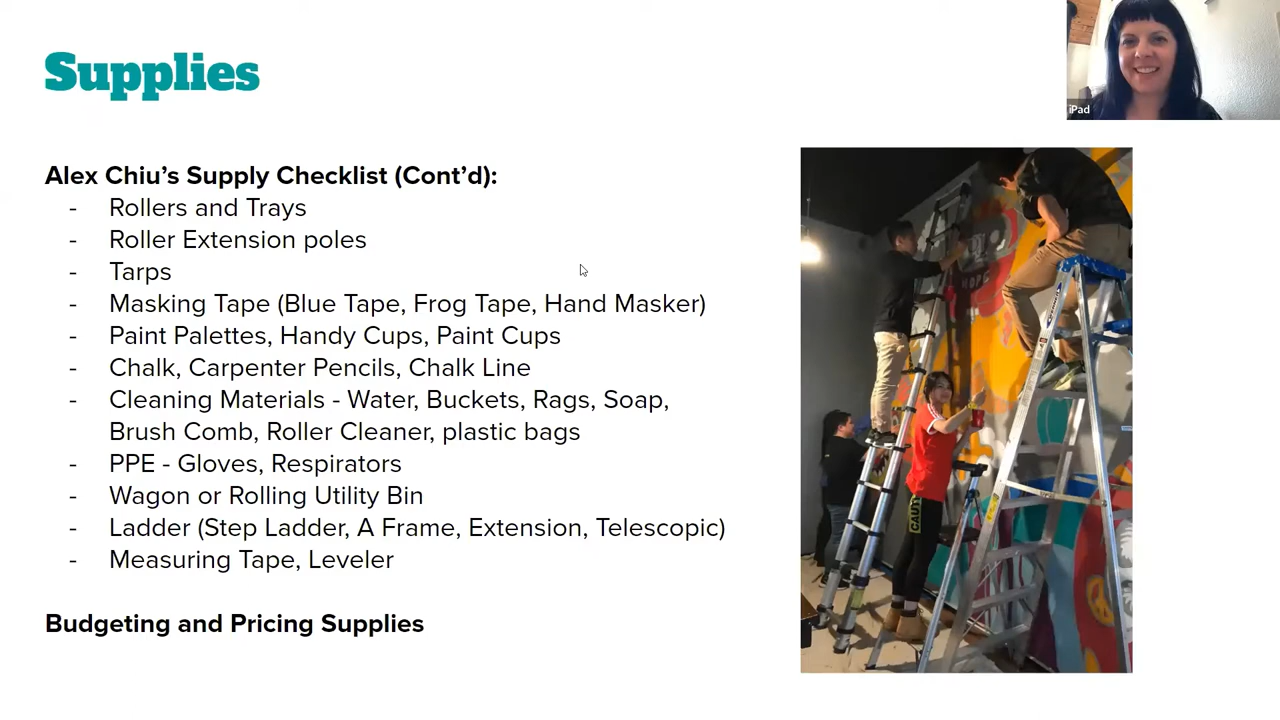 Supplies
iPad
Alex Chiu’s Supply Checklist (Cont’d):
- Rollers and Trays
- Roller Extension poles
- Tarps
- Masking Tape (Blue Tape, Frog Tape, Hand Masker)
- Paint Palettes, Handy Cups, Paint Cups
- Chalk, Carpenter Pencils, Chalk Line
- Cleaning Materials - Water, Buckets, Rags, Soap,
Brush Comb, Roller Cleaner, plastic bags
- PPE - Gloves, Respirators
- Wagon or Rolling Utility Bin
- Ladder (Step Ladder, A Frame, Extension, Telescopic)
- Measuring Tape, Leveler
Budgeting and Pricing Supplies
HOPE